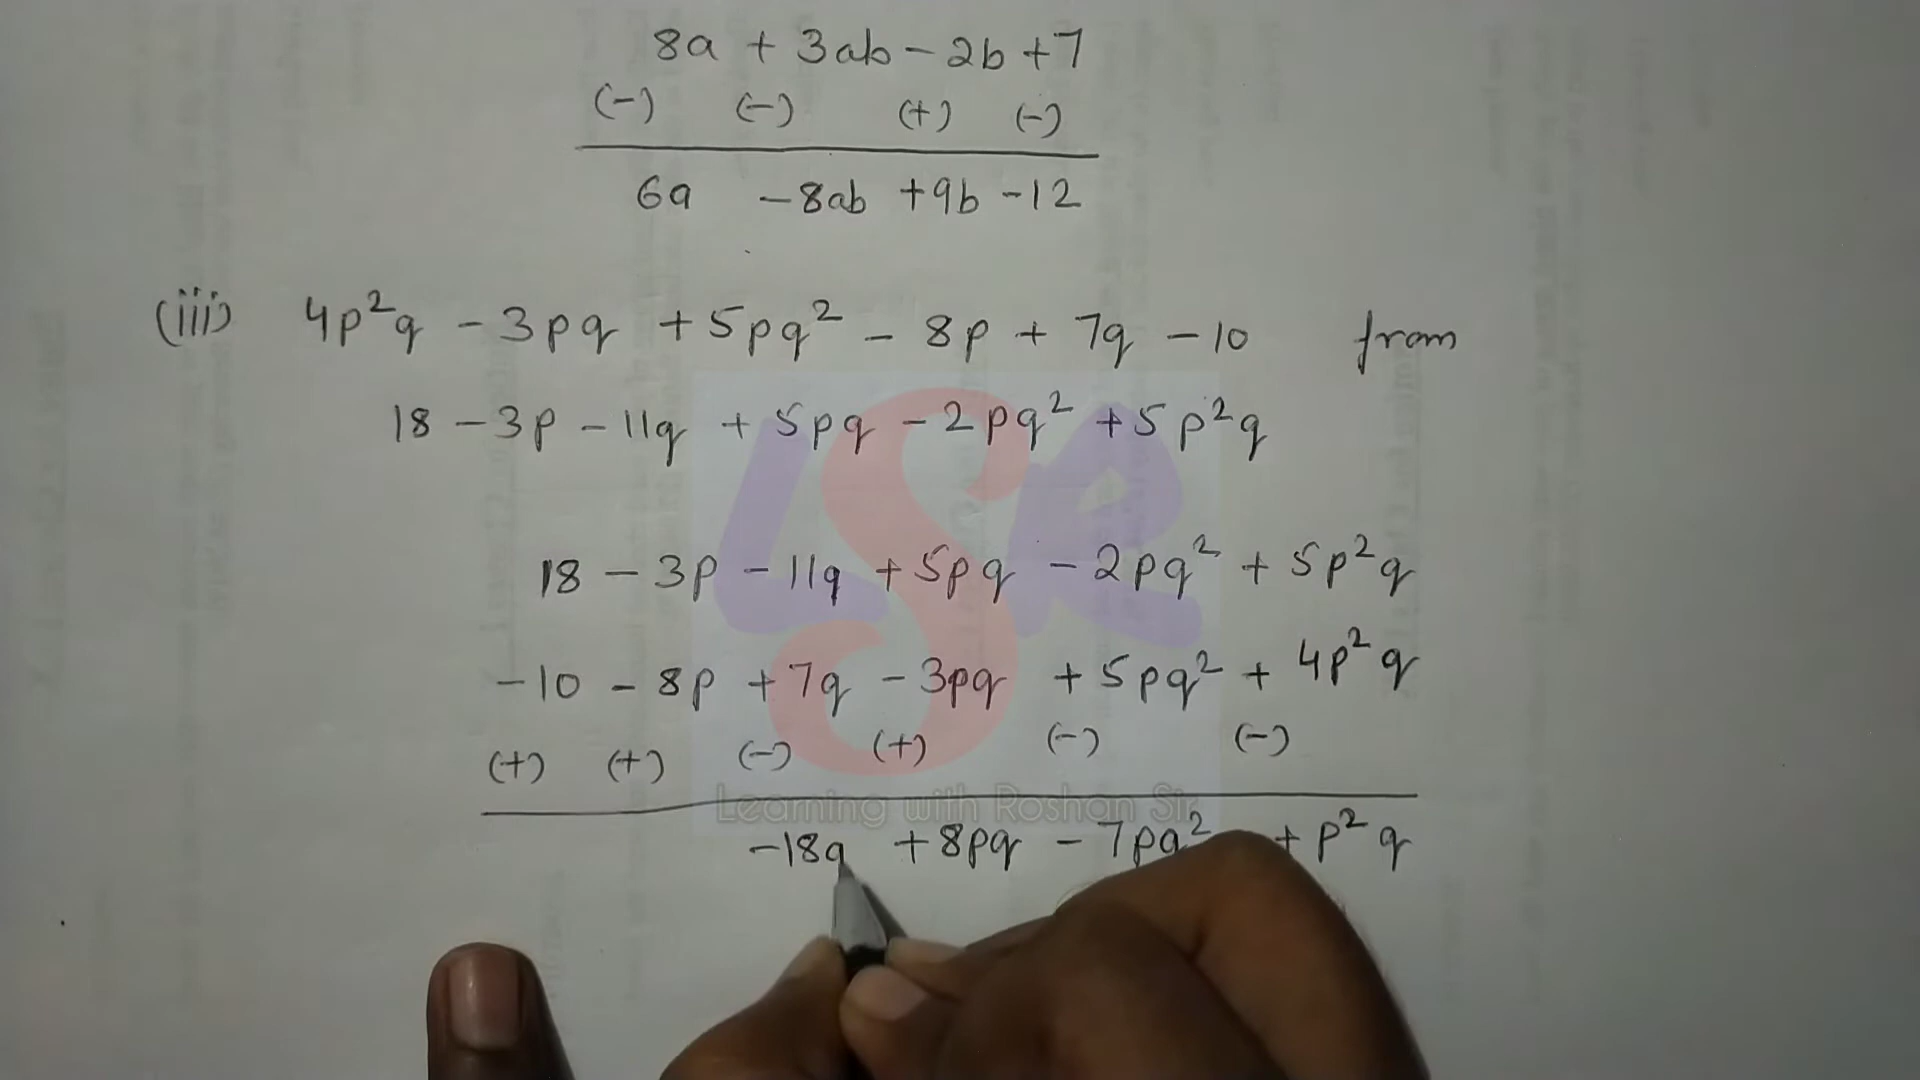 8a + 3ab - 2b + 7
(-) (-) (+) (-)
6a - 8ab + 9b - 12
(iii) 4p²q - 3pq + 5pq² - 8p + 7q - 10 from
18 - 3p - 11q + 5pq - 2pq² + 5p²q
18 - 3p - 11q + 5pq - 2pq² + 5p²q
-10 - 8p + 7q - 3pq + 5pq² + 4p²q
(+) (+) (-) (+) (-) (-)
-18q + 8pq - 7pq² + p²q
LSR
Learning with Roshan Sir